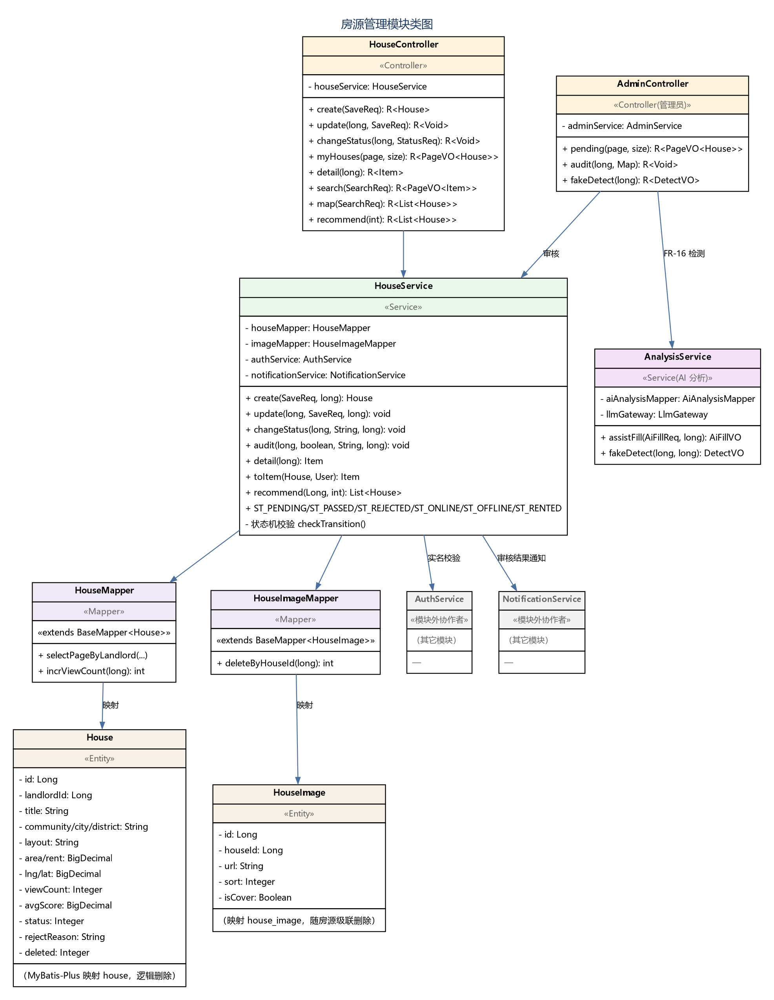 房源管理模块类图
HouseController
«Controller»
- houseService: HouseService
+ create(SaveReq): R<House>
+ update(long, SaveReq): R<Void>
+ changeStatus(long, StatusReq): R<Void>
+ myHouses(page, size): R<PageVO<House>>
+ detail(long): R<Item>
+ search(SearchReq): R<PageVO<Item>>
+ map(SearchReq): R<List<House>>
+ recommend(int): R<List<House>>
AdminController
«Controller(管理员)»
- adminService: AdminService
+ pending(page, size): R<PageVO<House>>
+ audit(long, Map): R<Void>
+ fakeDetect(long): R<DetectVO>
审核
FR-16 检测
HouseService
«Service»
- houseMapper: HouseMapper
- imageMapper: HouseImageMapper
- authService: AuthService
- notificationService: NotificationService
+ create(SaveReq, long): House
+ update(long, SaveReq, long): void
+ changeStatus(long, String, long): void
+ audit(long, boolean, String, long): void
+ detail(long): Item
+ toItem(House, User): Item
+ recommend(Long, int): List<House>
+ ST_PENDING/ST_PASSED/ST_REJECTED/ST_ONLINE/ST_OFFLINE/ST_RENTED
- 状态机校验 checkTransition()
AnalysisService
«Service(AI 分析)»
- aiAnalysisMapper: AiAnalysisMapper
- llmGateway: LlmGateway
+ assistFill(AiFillReq, long): AiFillVO
+ fakeDetect(long, long): DetectVO
实名校验
审核结果通知
HouseMapper
«Mapper»
«extends BaseMapper<House>»
+ selectPageByLandlord(...)
+ incrViewCount(long): int
HouseImageMapper
«Mapper»
«extends BaseMapper<HouseImage>»
+ deleteByHouseId(long): int
AuthService
«模块外协作者»
（其它模块）
—
NotificationService
«模块外协作者»
（其它模块）
—
映射
映射
House
«Entity»
- id: Long
- landlordId: Long
- title: String
- community/city/district: String
- layout: String
- area/rent: BigDecimal
- lng/lat: BigDecimal
- viewCount: Integer
- avgScore: BigDecimal
- status: Integer
- rejectReason: String
- deleted: Integer
（MyBatis-Plus 映射 house，逻辑删除）
HouseImage
«Entity»
- id: Long
- houseId: Long
- url: String
- sort: Integer
- isCover: Boolean
（映射 house_image，随房源级联删除）